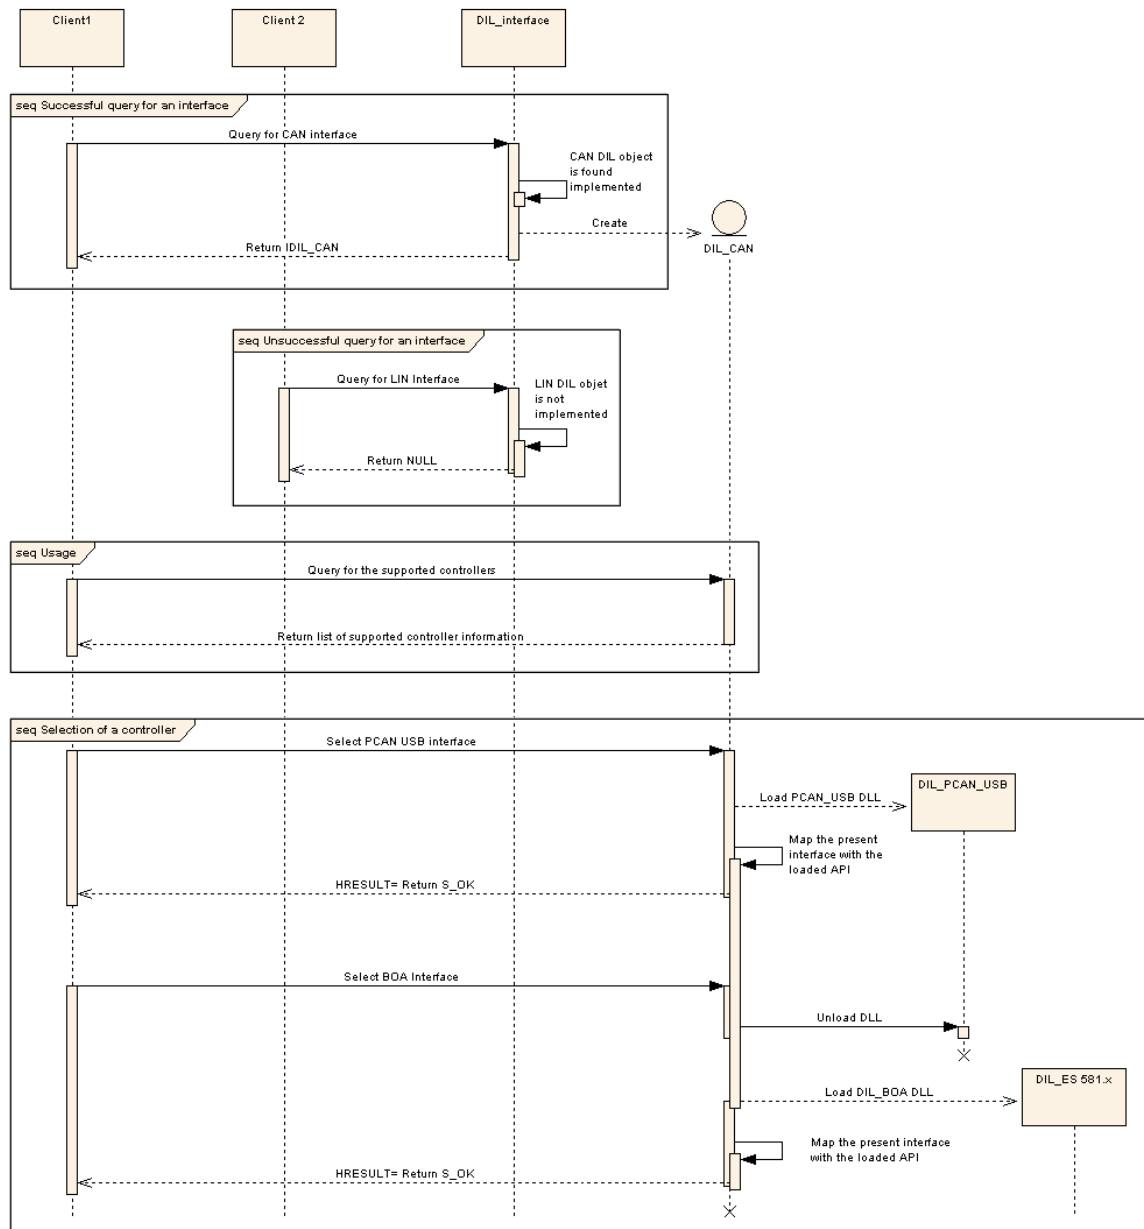 Client1
Client 2
DIL_interface
seq Successful query for an interface
Query for CAN interface
CAN DIL object
is found
implemented
Create
DIL_CAN
Return IDIL_CAN
seq Unsuccessful query for an interface
Query for LIN Interface
LIN DIL objet
is not
implemented
Return NULL
seq Usage
Query for the supported controllers
Return list of supported controller information
seq Selection of a controller
Select PCAN USB interface
DIL_PCAN_USB
Load PCAN_USB DLL
Map the present
interface with the
loaded API
HRESULT= Return S_OK
Select BOA Interface
Unload DLL
DIL_ES 581.x
Load DIL_BOA DLL
Map the present interface
with the loaded API
HRESULT= Return S_OK